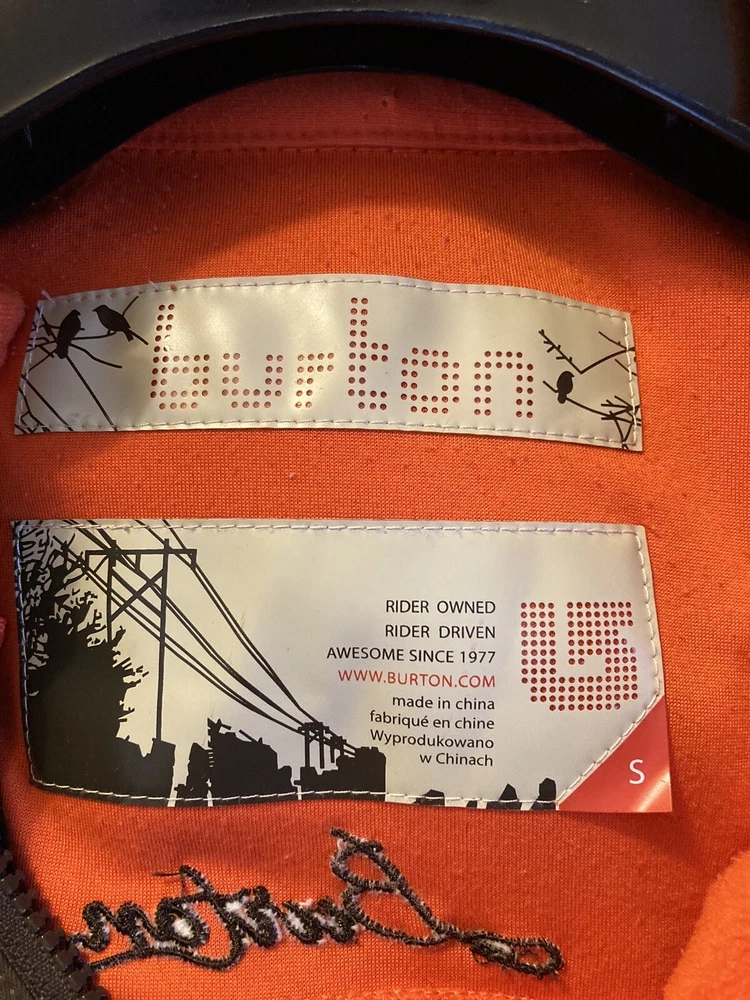 burton
RIDER OWNED
RIDER DRIVEN
AWESOME SINCE 1977
WWW.BURTON.COM
made in china
fabriqué en chine
Wyprodukowano
w Chinach
S
Burton